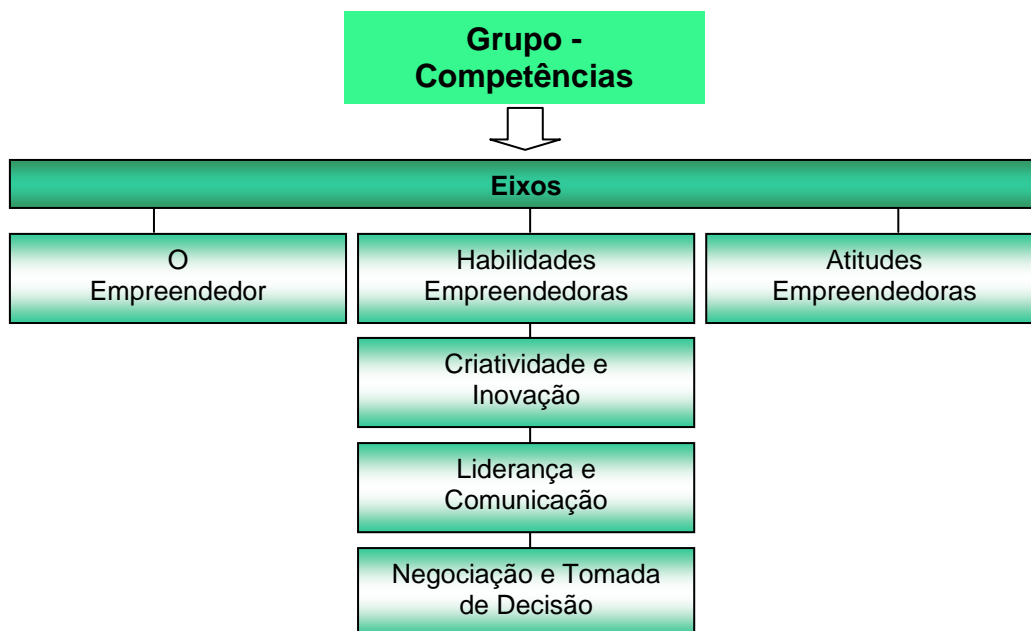 Grupo -
Competências
Eixos
O
Empreendedor
Habilidades
Empreendedoras
Atitudes
Empreendedoras
Criatividade e
Inovação
Liderança e
Comunicação
Negociação e Tomada
de Decisão